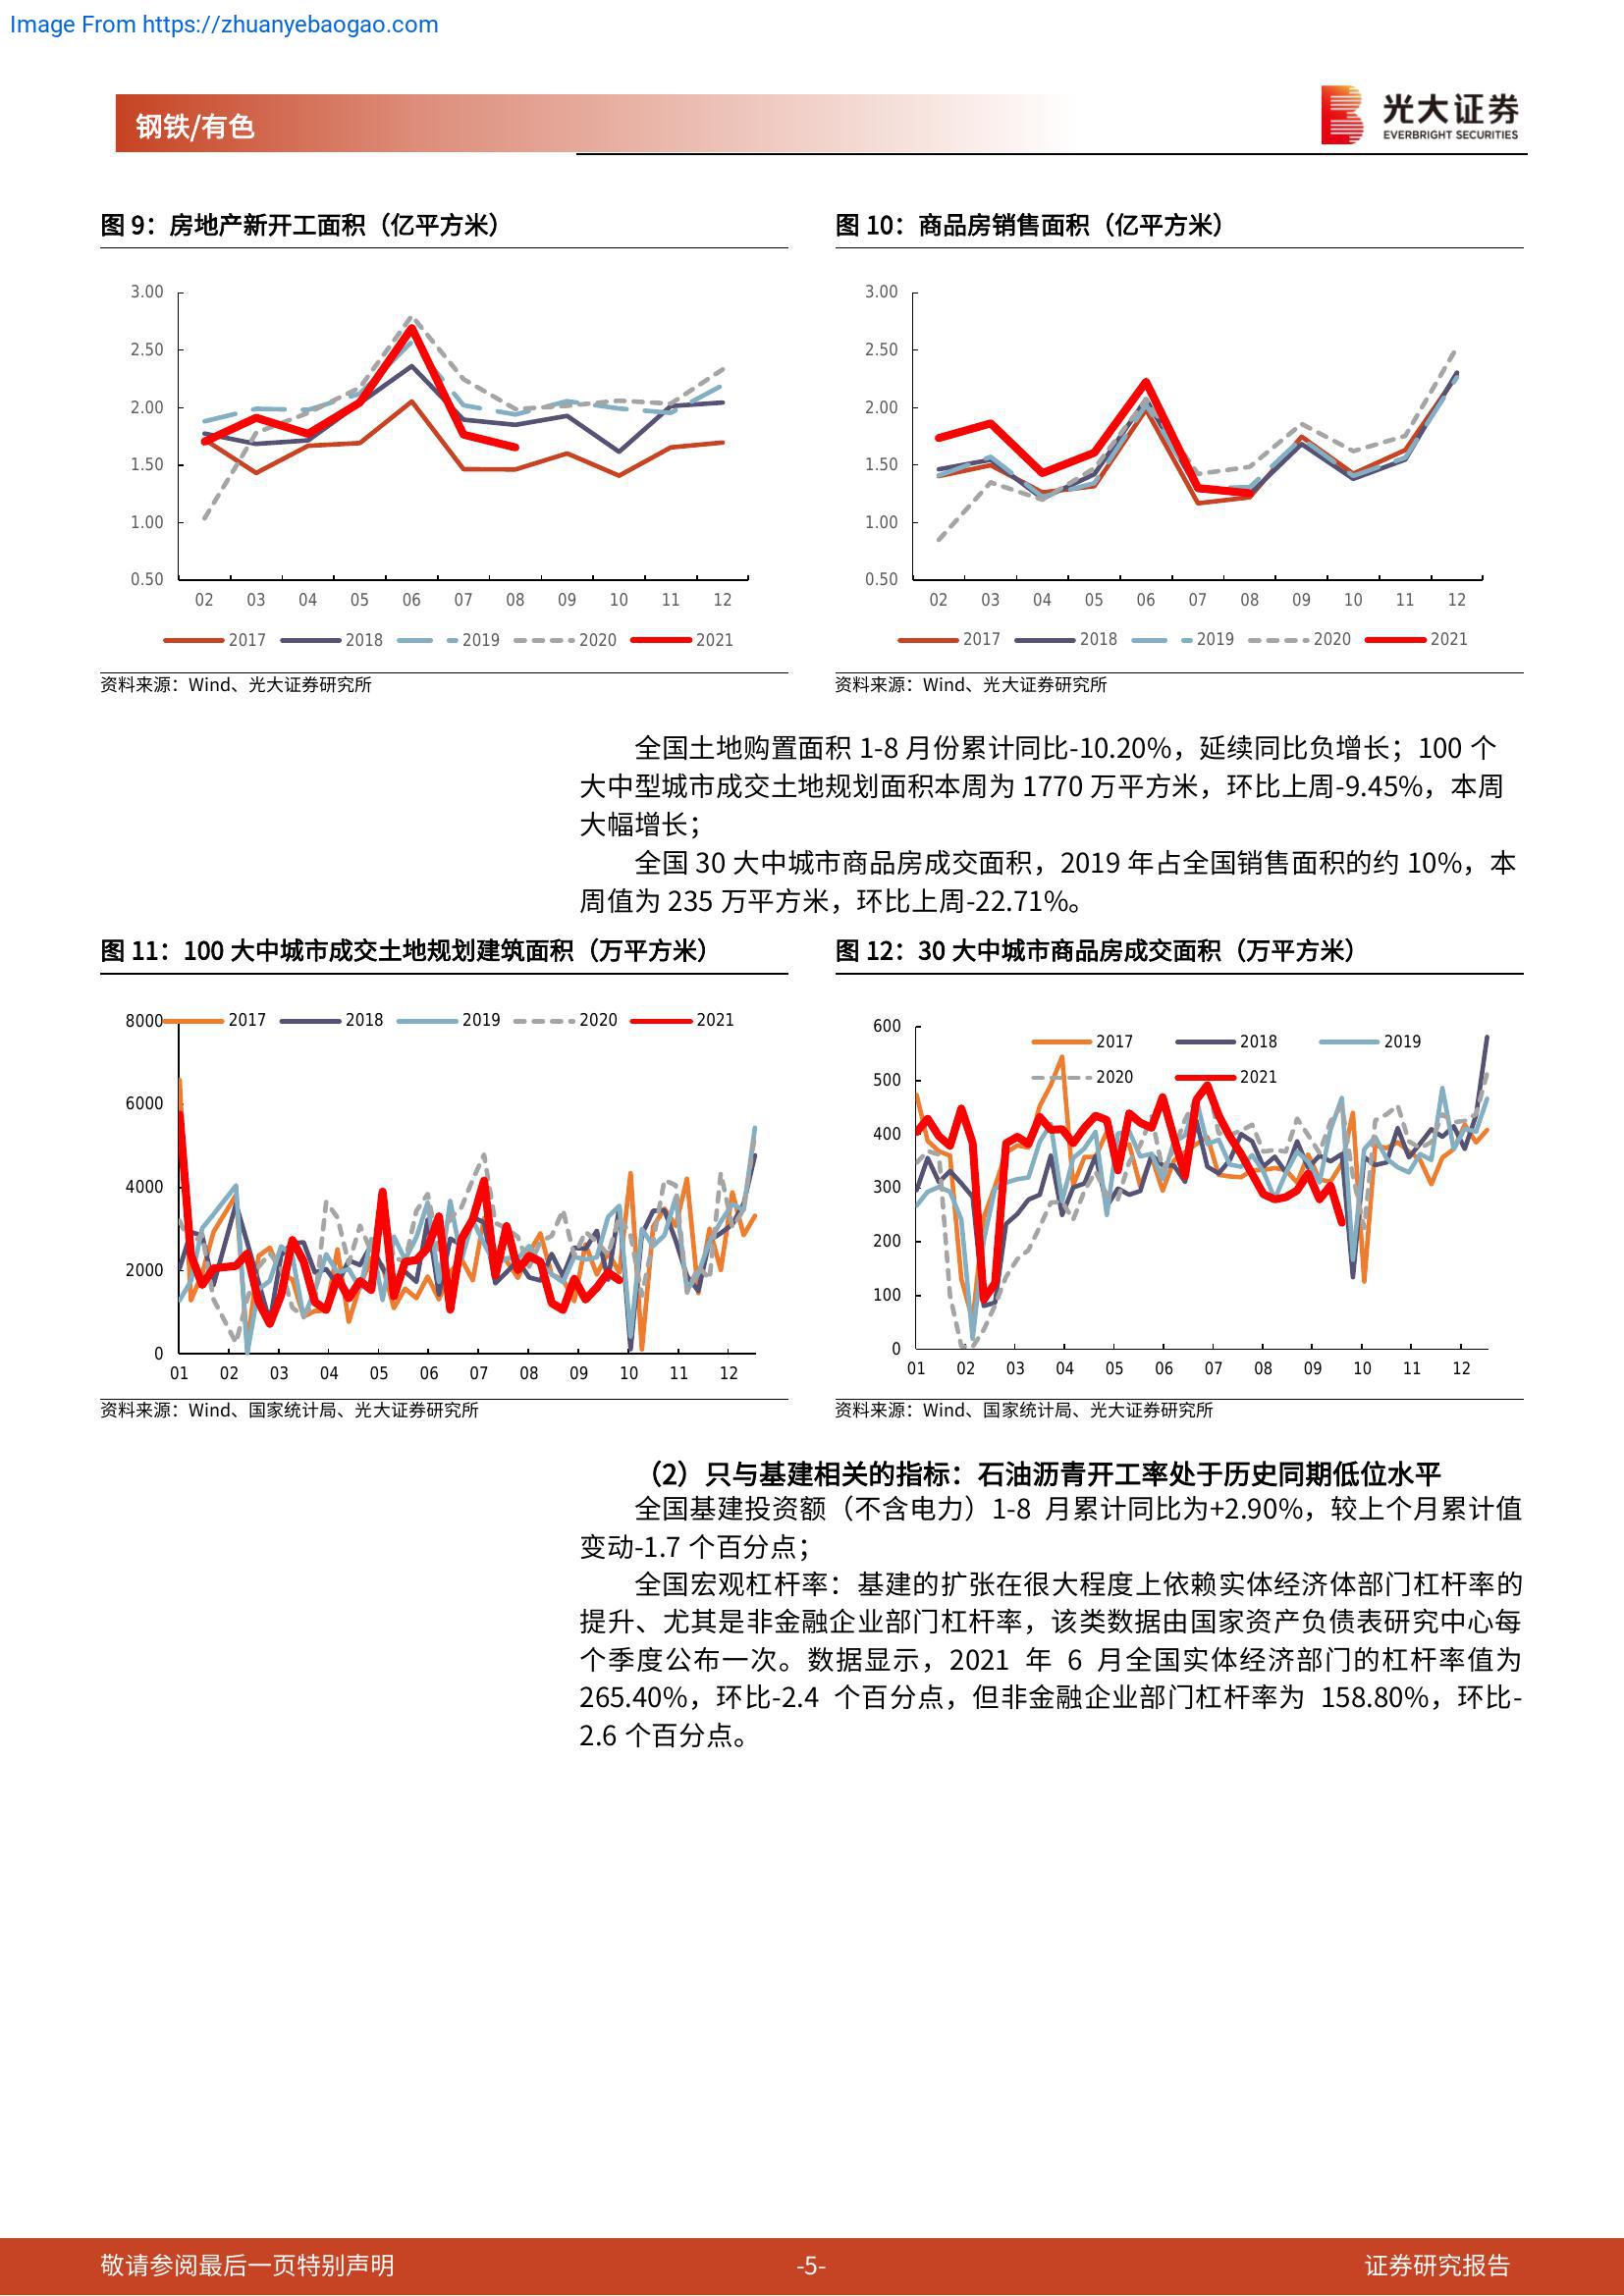 Image From https://zhuanyebaogao.com
钢铁/有色
光大证券
EVERBRIGHT SECURITIES
图 9：房地产新开工面积（亿平方米）
3.00
2.50
2.00
1.50
1.00
0.50
02 03 04 05 06 07 08 09 10 11 12
2017 2018 2019 2020 2021
资料来源：Wind、光大证券研究所
图 10：商品房销售面积（亿平方米）
3.00
2.50
2.00
1.50
1.00
0.50
02 03 04 05 06 07 08 09 10 11 12
2017 2018 2019 2020 2021
资料来源：Wind、光大证券研究所
全国土地购置面积 1-8 月份累计同比-10.20%，延续同比负增长；100 个
大中型城市成交土地规划面积本周为 1770 万平方米，环比上周-9.45%，本周
大幅增长；
全国 30 大中城市商品房成交面积，2019 年占全国销售面积的约 10%，本
周值为 235 万平方米，环比上周-22.71%。
图 11：100 大中城市成交土地规划建筑面积（万平方米）
2017 2018 2019 2020 2021
8000
6000
4000
2000
0
01 02 03 04 05 06 07 08 09 10 11 12
资料来源：Wind、国家统计局、光大证券研究所
图 12：30 大中城市商品房成交面积（万平方米）
2017 2018 2019
2020 2021
600
500
400
300
200
100
0
01 02 03 04 05 06 07 08 09 10 11 12
资料来源：Wind、国家统计局、光大证券研究所
（2）只与基建相关的指标：石油沥青开工率处于历史同期低位水平
全国基建投资额（不含电力）1-8 月累计同比为+2.90%，较上个月累计值
变动-1.7 个百分点；
全国宏观杠杆率：基建的扩张在很大程度上依赖实体经济体部门杠杆率的
提升、尤其是非金融企业部门杠杆率，该类数据由国家资产负债表研究中心每
个季度公布一次。数据显示，2021 年 6 月全国实体经济部门的杠杆率值为
265.40%，环比-2.4 个百分点，但非金融企业部门杠杆率为 158.80%，环比-
2.6 个百分点。
敬请参阅最后一页特别声明
-5-
证券研究报告